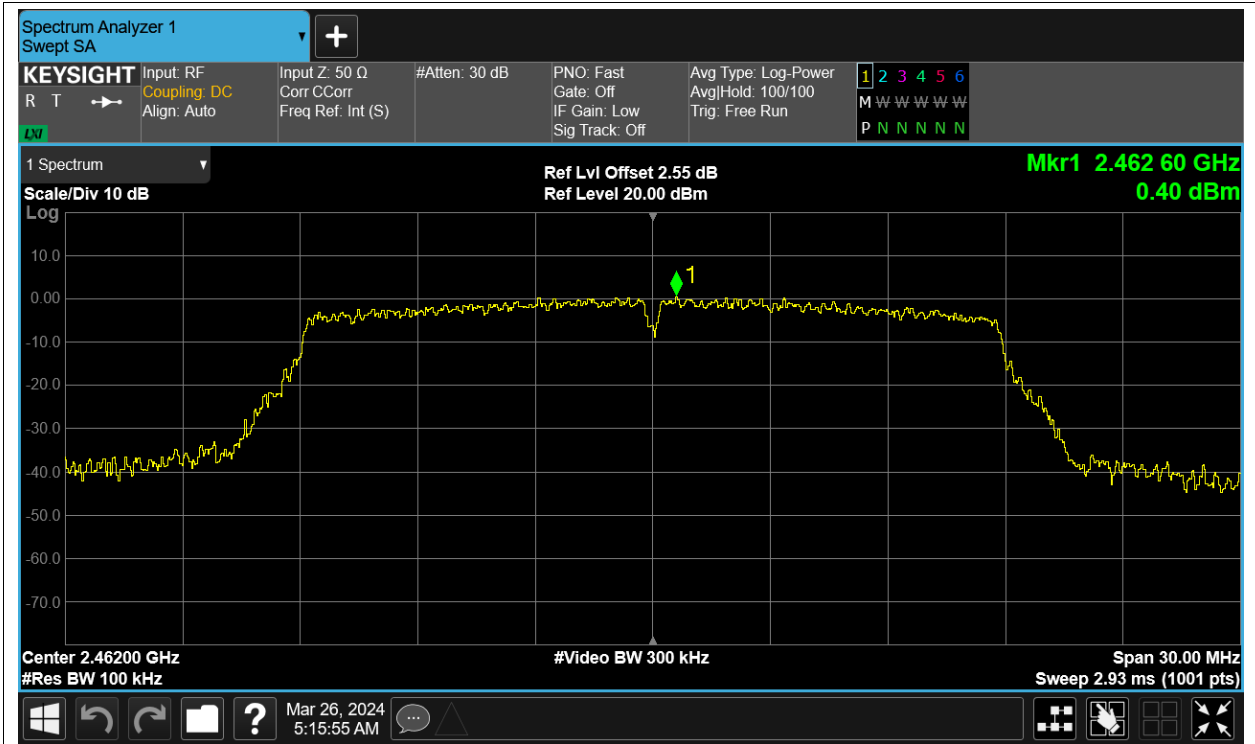 Spectrum Analyzer 1
Swept SA
KEYSIGHT
R T
LXI
Input: RF
Coupling: DC
Align: Auto
Input Z: 50 Ω
Corr CCorr
Freq Ref: Int (S)
#Atten: 30 dB
PNO: Fast
Gate: Off
IF Gain: Low
Sig Track: Off
Avg Type: Log-Power
Avg|Hold: 100/100
Trig: Free Run
1 2 3 4 5 6
M W W W W W
P N N N N N
1 Spectrum
Scale/Div 10 dB
Log
Ref Lvl Offset 2.55 dB
Ref Level 20.00 dBm
Mkr1 2.462 60 GHz
0.40 dBm
1
10.0
0.00
-10.0
-20.0
-30.0
-40.0
-50.0
-60.0
-70.0
Center 2.46200 GHz
#Res BW 100 kHz
#Video BW 300 kHz
Span 30.00 MHz
Sweep 2.93 ms (1001 pts)
?
Mar 26, 2024
5:15:55 AM